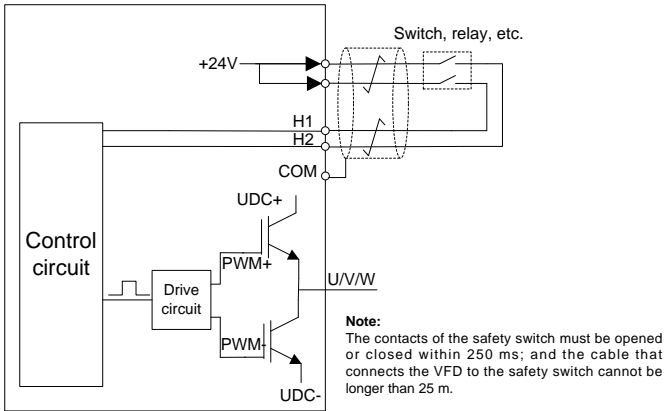 Switch, relay, etc.
+24V
H1
H2
COM
UDC+
Control
circuit
PWM+
Drive
circuit
U/V/W
PWM-
UDC-
Note:
The contacts of the safety switch must be opened
or closed within 250 ms; and the cable that
connects the VFD to the safety switch cannot be
longer than 25 m.